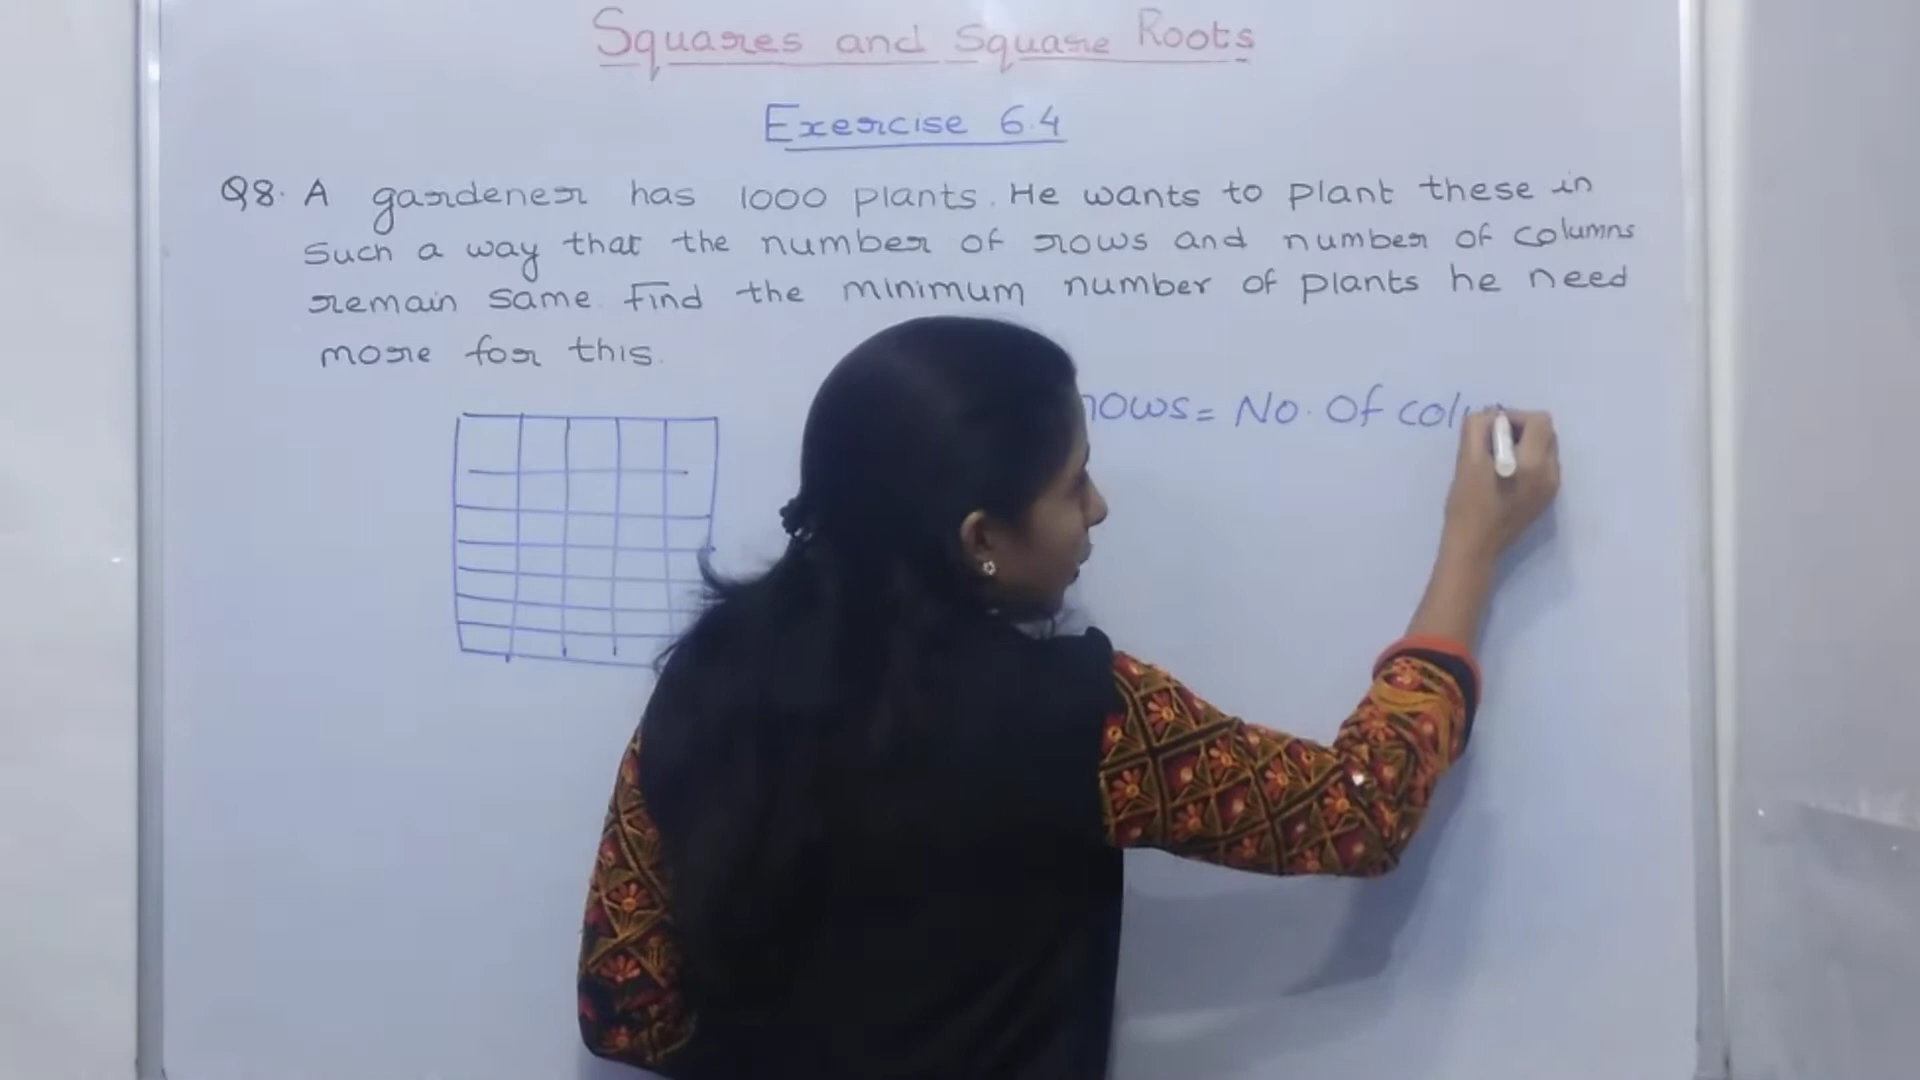 Squares and Square Roots
Exercise 6.4
Q8. A gardener has 1000 plants. He wants to plant these in
such a way that the number of rows and number of columns
remain same. Find the minimum number of plants he need
more for this.
rows = No. Of